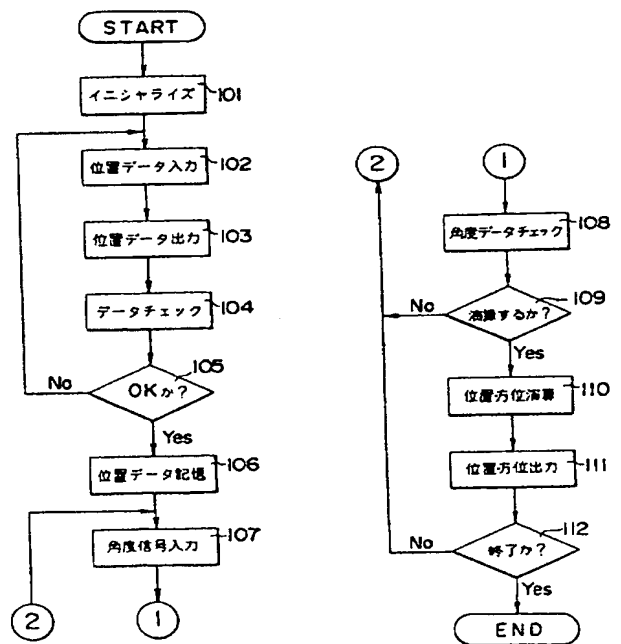 START
イニシャライズ
101
位置データ入力
102
位置データ出力
103
データチェック
104
105
OKか?
No
Yes
位置データ記憶
106
角度信号入力
107
2
1
2
1
角度データチェック
108
109
演算するか?
No
Yes
位置・方位演算
110
位置・方位出力
111
112
終了か?
No
Yes
END